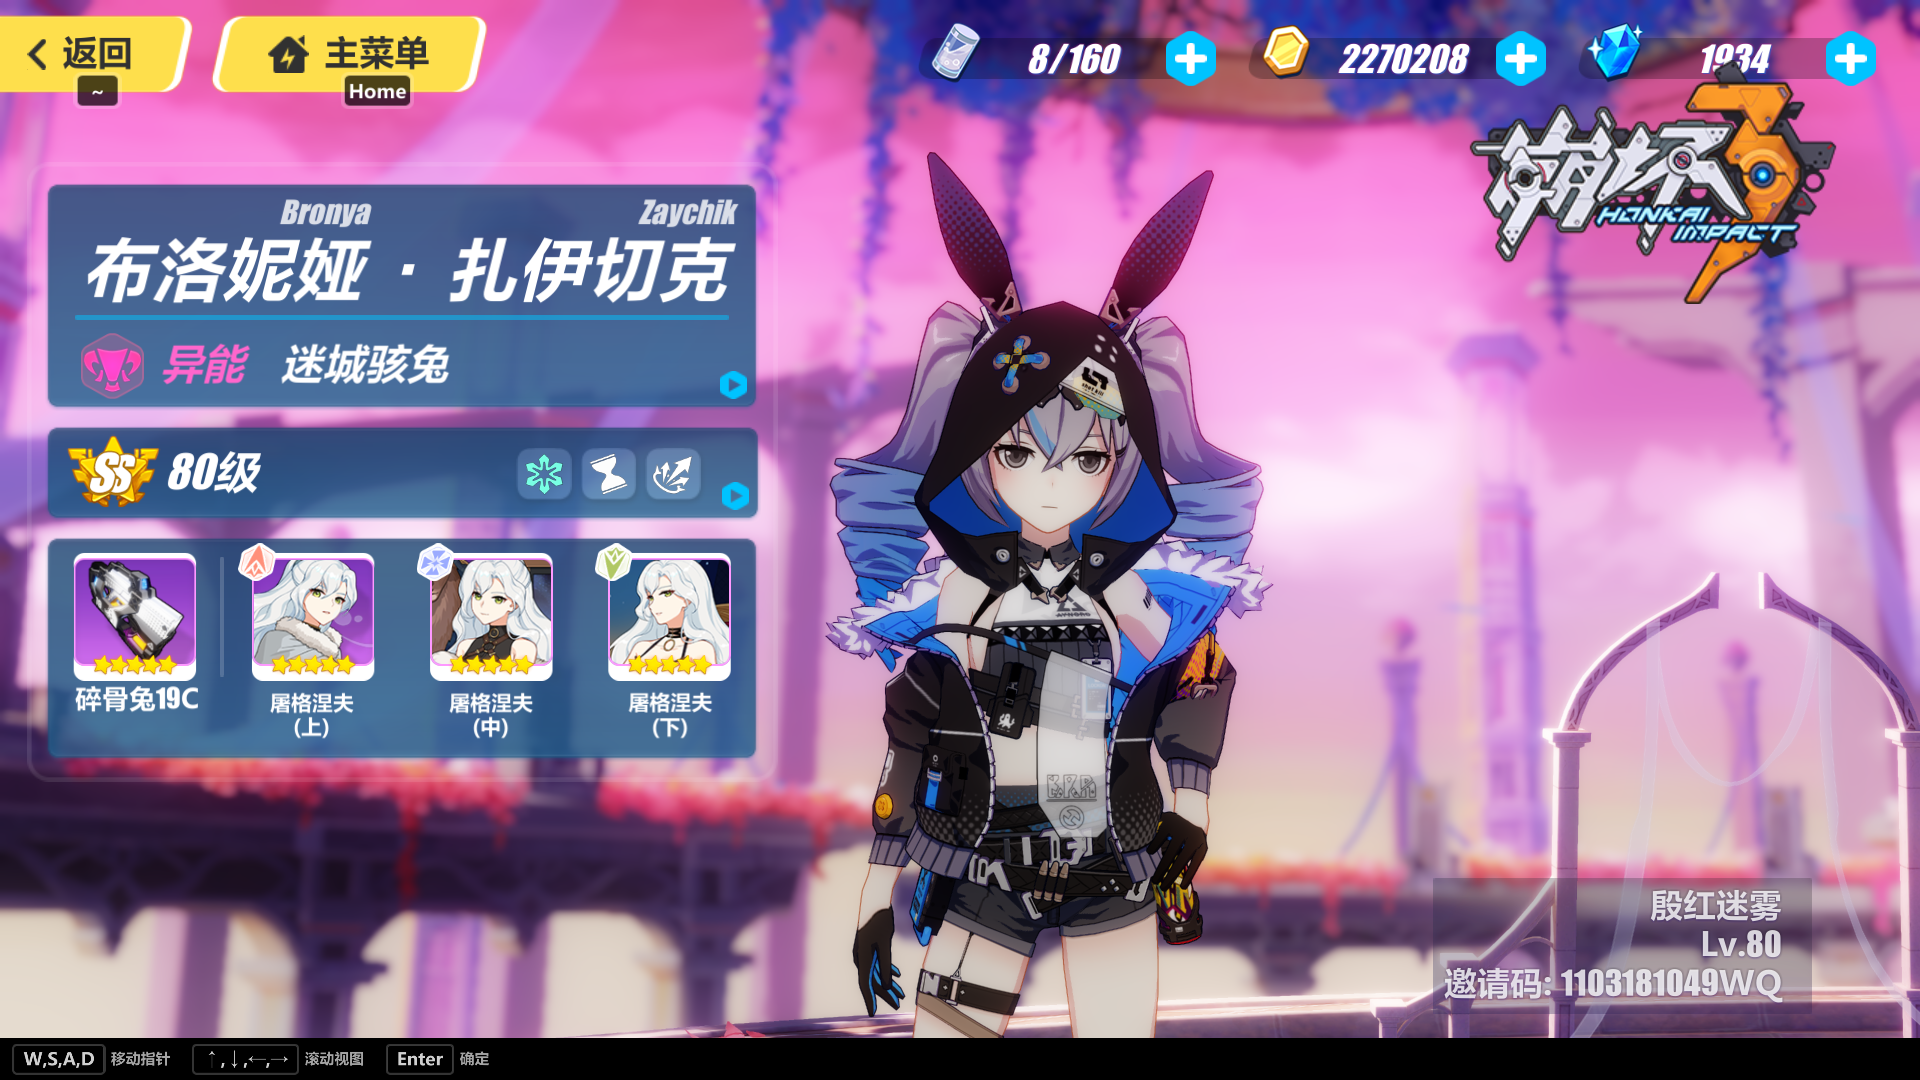 返回
~
主菜单
Home
8/160
2270208
1934
崩坏3
HONKAI
IMPACT
Bronya Zaychik
布洛妮娅·扎伊切克
异能 迷城骇兔
SS 80级
碎骨兔19C
屠格涅夫
(上)
屠格涅夫
(中)
屠格涅夫
(下)
殷红迷雾
Lv.80
邀请码: 1103181049WQ
W,S,A,D 移动指针 ↑,↓,←,→ 滚动视图 Enter 确定